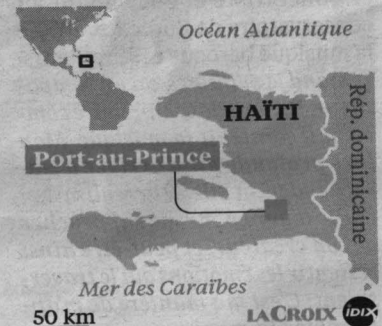 Océan Atlantique
HAÏTI
Rép. dominicaine
Port-au-Prince
Mer des Caraïbes
50 km
LA CROIX iDIX